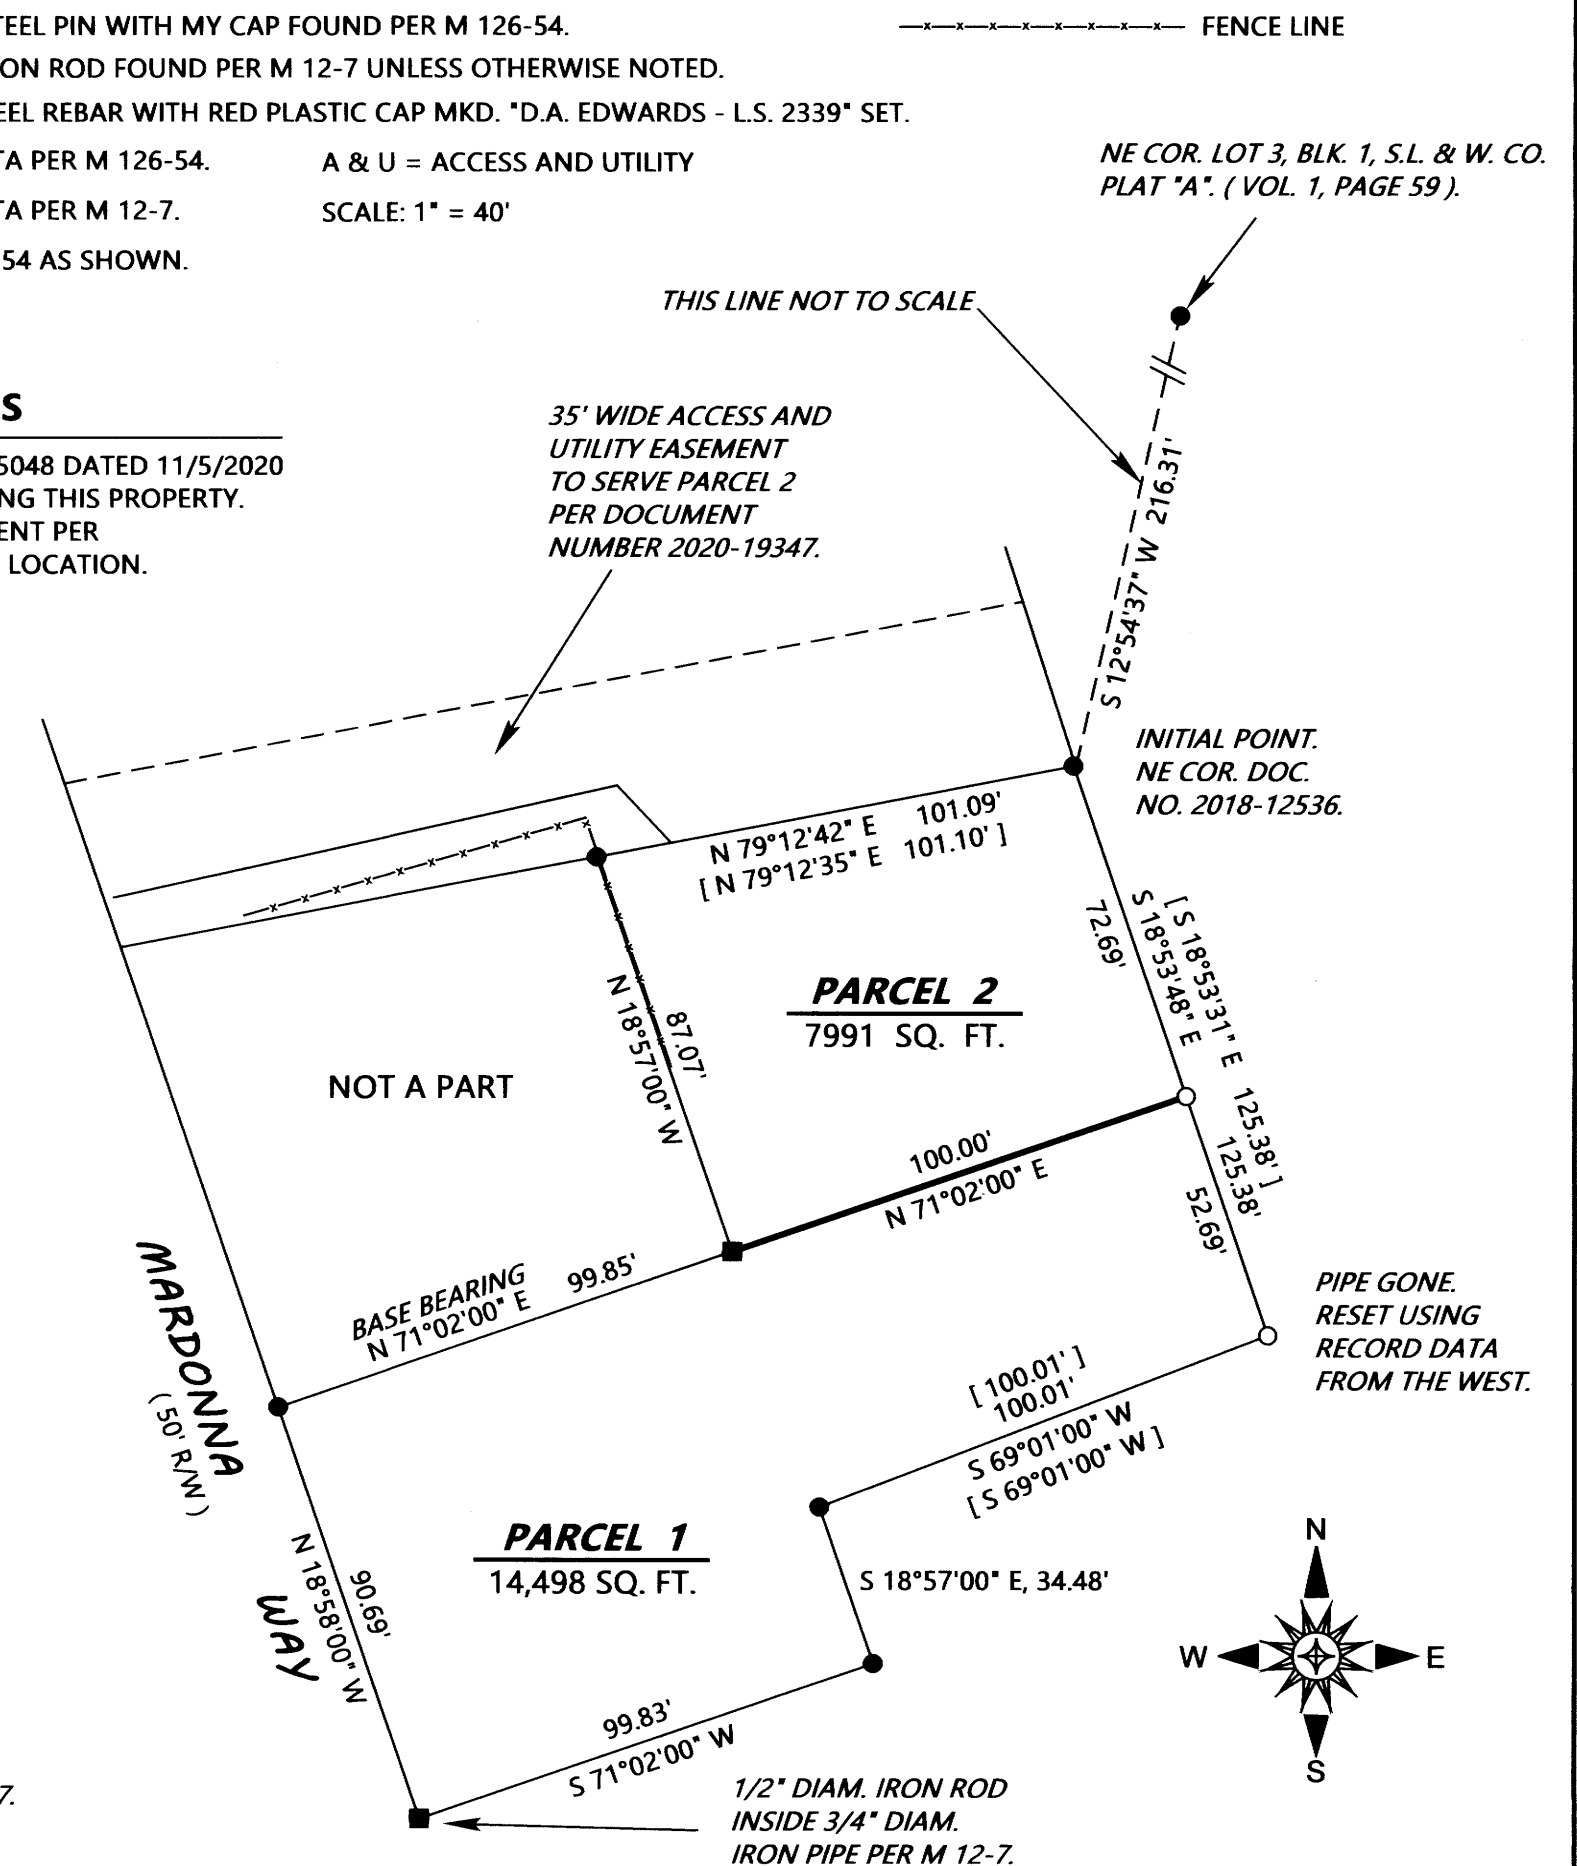 TEEL PIN WITH MY CAP FOUND PER M 126-54.
FENCE LINE
ON ROD FOUND PER M 12-7 UNLESS OTHERWISE NOTED.
EEL REBAR WITH RED PLASTIC CAP MKD. "D.A. EDWARDS - L.S. 2339" SET.
TA PER M 126-54.
A & U = ACCESS AND UTILITY
TA PER M 12-7.
SCALE: 1" = 40'
54 AS SHOWN.
NE COR. LOT 3, BLK. 1, S.L. & W. CO.
PLAT "A". ( VOL. 1, PAGE 59 ).
THIS LINE NOT TO SCALE
S
5048 DATED 11/5/2020
NG THIS PROPERTY.
ENT PER
LOCATION.
35' WIDE ACCESS AND
UTILITY EASEMENT
TO SERVE PARCEL 2
PER DOCUMENT
NUMBER 2020-19347.
S 12°54'37" W 216.31'
INITIAL POINT.
NE COR. DOC.
NO. 2018-12536.
N 79°12'42" E 101.09'
[ N 79°12'35" E 101.10' ]
72.69'
[ S 18°53'31" E 125.38' ]
S 18°53'48" E 125.38'
52.69'
PARCEL 2
7991 SQ. FT.
87.07'
N 18°57'00" W
NOT A PART
100.00'
N 71°02'00" E
BASE BEARING 99.85'
N 71°02'00" E
MARDONNA
WAY
( 50' R/W )
PIPE GONE.
RESET USING
RECORD DATA
FROM THE WEST.
[ 100.01' ]
100.01'
S 69°01'00" W
[ S 69°01'00" W ]
PARCEL 1
14,498 SQ. FT.
S 18°57'00" E, 34.48'
90.69'
N 18°58'00" W
99.83'
S 71°02'00" W
N
W
E
S
7.
1/2" DIAM. IRON ROD
INSIDE 3/4" DIAM.
IRON PIPE PER M 12-7.